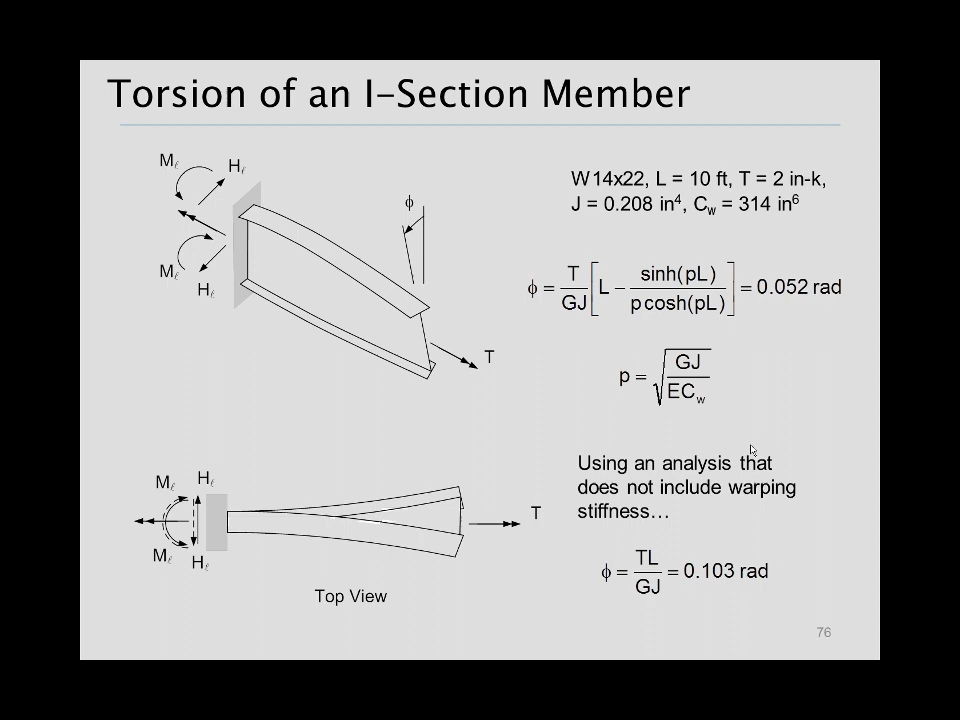 Torsion of an I-Section Member
Mℓ
Hℓ
Mℓ
Hℓ
ϕ
T
W14x22, L = 10 ft, T = 2 in-k,
J = 0.208 in⁴, C_w = 314 in⁶
ϕ = T/GJ [L − sinh(pL)/p cosh(pL)] = 0.052 rad
p = √(GJ/EC_w)
Mℓ
Hℓ
Mℓ
Hℓ
T
Top View
Using an analysis that
does not include warping
stiffness…
ϕ = TL/GJ = 0.103 rad
76